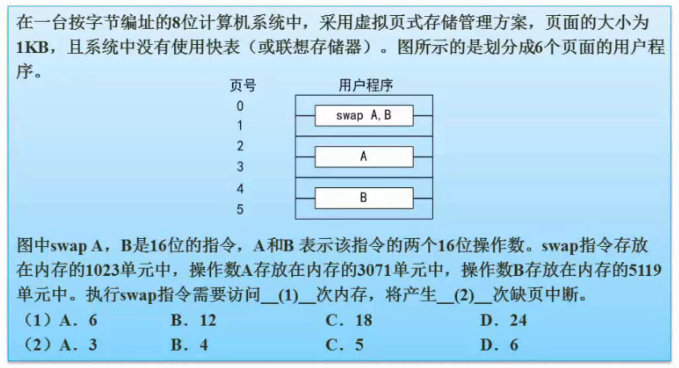 在一台按字节编址的8位计算机系统中，采用虚拟页式存储管理方案，页面的大小为
1KB，且系统中没有使用快表（或联想存储器）。图所示的是划分成6个页面的用户程
序。
页号 用户程序
0
swap A,B
1
2
A
3
4
B
5
图中swap A，B是16位的指令，A和B 表示该指令的两个16位操作数。swap指令存放
在内存的1023单元中，操作数A存放在内存的3071单元中，操作数B存放在内存的5119
单元中。执行swap指令需要访问__(1)__次内存，将产生__(2)__次缺页中断。
（1）A．6 B．12 C．18 D．24
（2）A．3 B．4 C．5 D．6